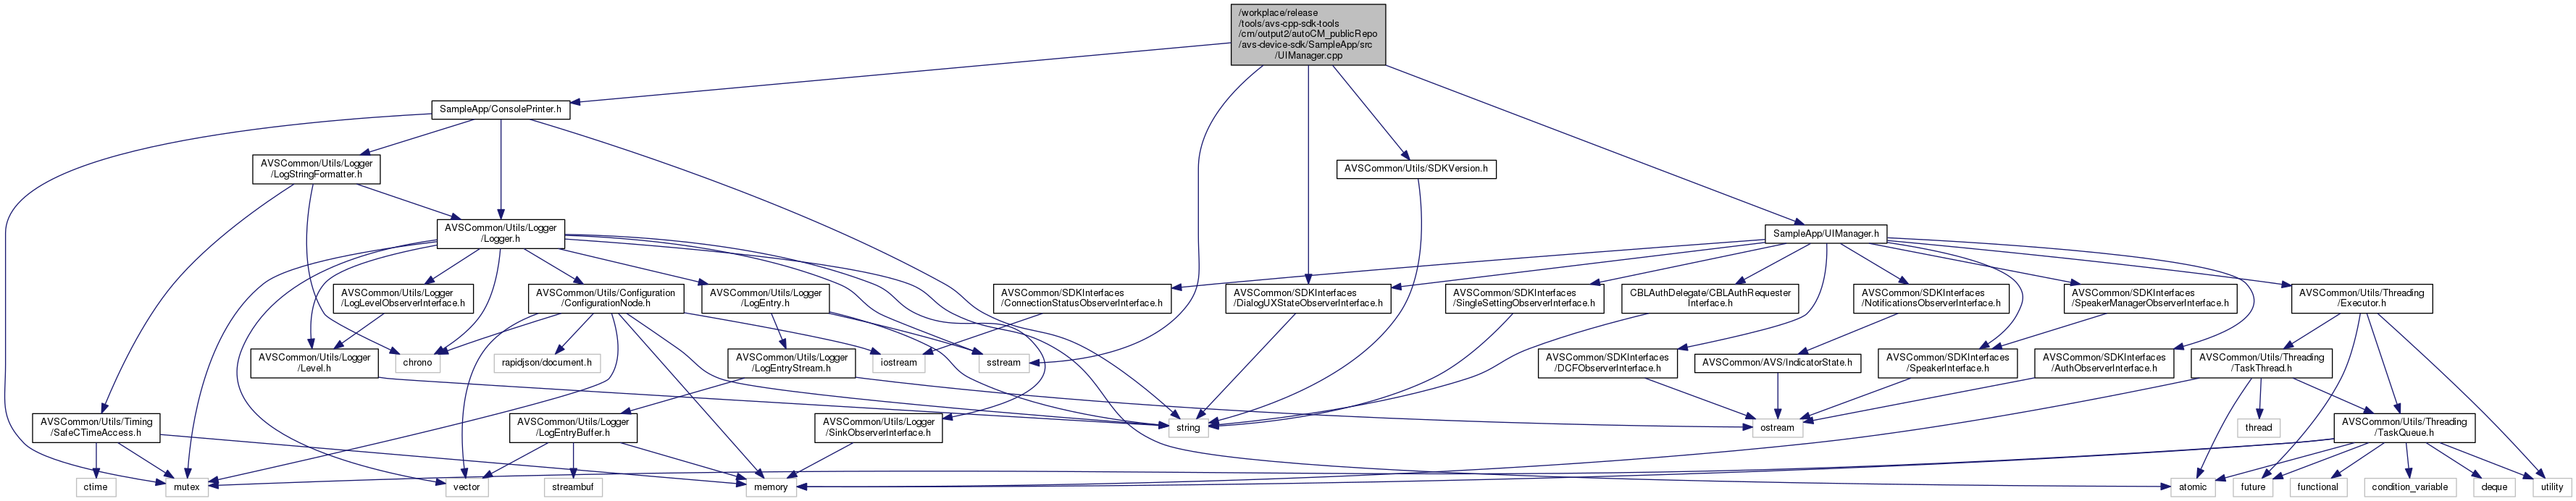 /workplace/release
/tools/avs-cpp-sdk-tools
/cm/output2/autoCM_publicRepo
/avs-device-sdk/SampleApp/src
/UIManager.cpp
SampleApp/ConsolePrinter.h
AVSCommon/Utils/Logger
/LogStringFormatter.h
AVSCommon/Utils/SDKVersion.h
AVSCommon/Utils/Logger
/Logger.h
SampleApp/UIManager.h
AVSCommon/Utils/Logger
/LogLevelObserverInterface.h
AVSCommon/Utils/Configuration
/ConfigurationNode.h
AVSCommon/Utils/Logger
/LogEntry.h
AVSCommon/SDKInterfaces
/ConnectionStatusObserverInterface.h
AVSCommon/SDKInterfaces
/DialogUXStateObserverInterface.h
AVSCommon/SDKInterfaces
/SingleSettingObserverInterface.h
CBLAuthDelegate/CBLAuthRequester
Interface.h
AVSCommon/SDKInterfaces
/NotificationsObserverInterface.h
AVSCommon/SDKInterfaces
/SpeakerManagerObserverInterface.h
AVSCommon/Utils/Threading
/Executor.h
AVSCommon/Utils/Logger
/Level.h
chrono
rapidjson/document.h
AVSCommon/Utils/Logger
/LogEntryStream.h
iostream
sstream
AVSCommon/SDKInterfaces
/DCFObserverInterface.h
AVSCommon/AVS/IndicatorState.h
AVSCommon/SDKInterfaces
/SpeakerInterface.h
AVSCommon/SDKInterfaces
/AuthObserverInterface.h
AVSCommon/Utils/Threading
/TaskThread.h
AVSCommon/Utils/Timing
/SafeCTimeAccess.h
AVSCommon/Utils/Logger
/LogEntryBuffer.h
AVSCommon/Utils/Logger
/SinkObserverInterface.h
string
ostream
thread
AVSCommon/Utils/Threading
/TaskQueue.h
ctime
mutex
vector
streambuf
memory
atomic
future
functional
condition_variable
deque
utility